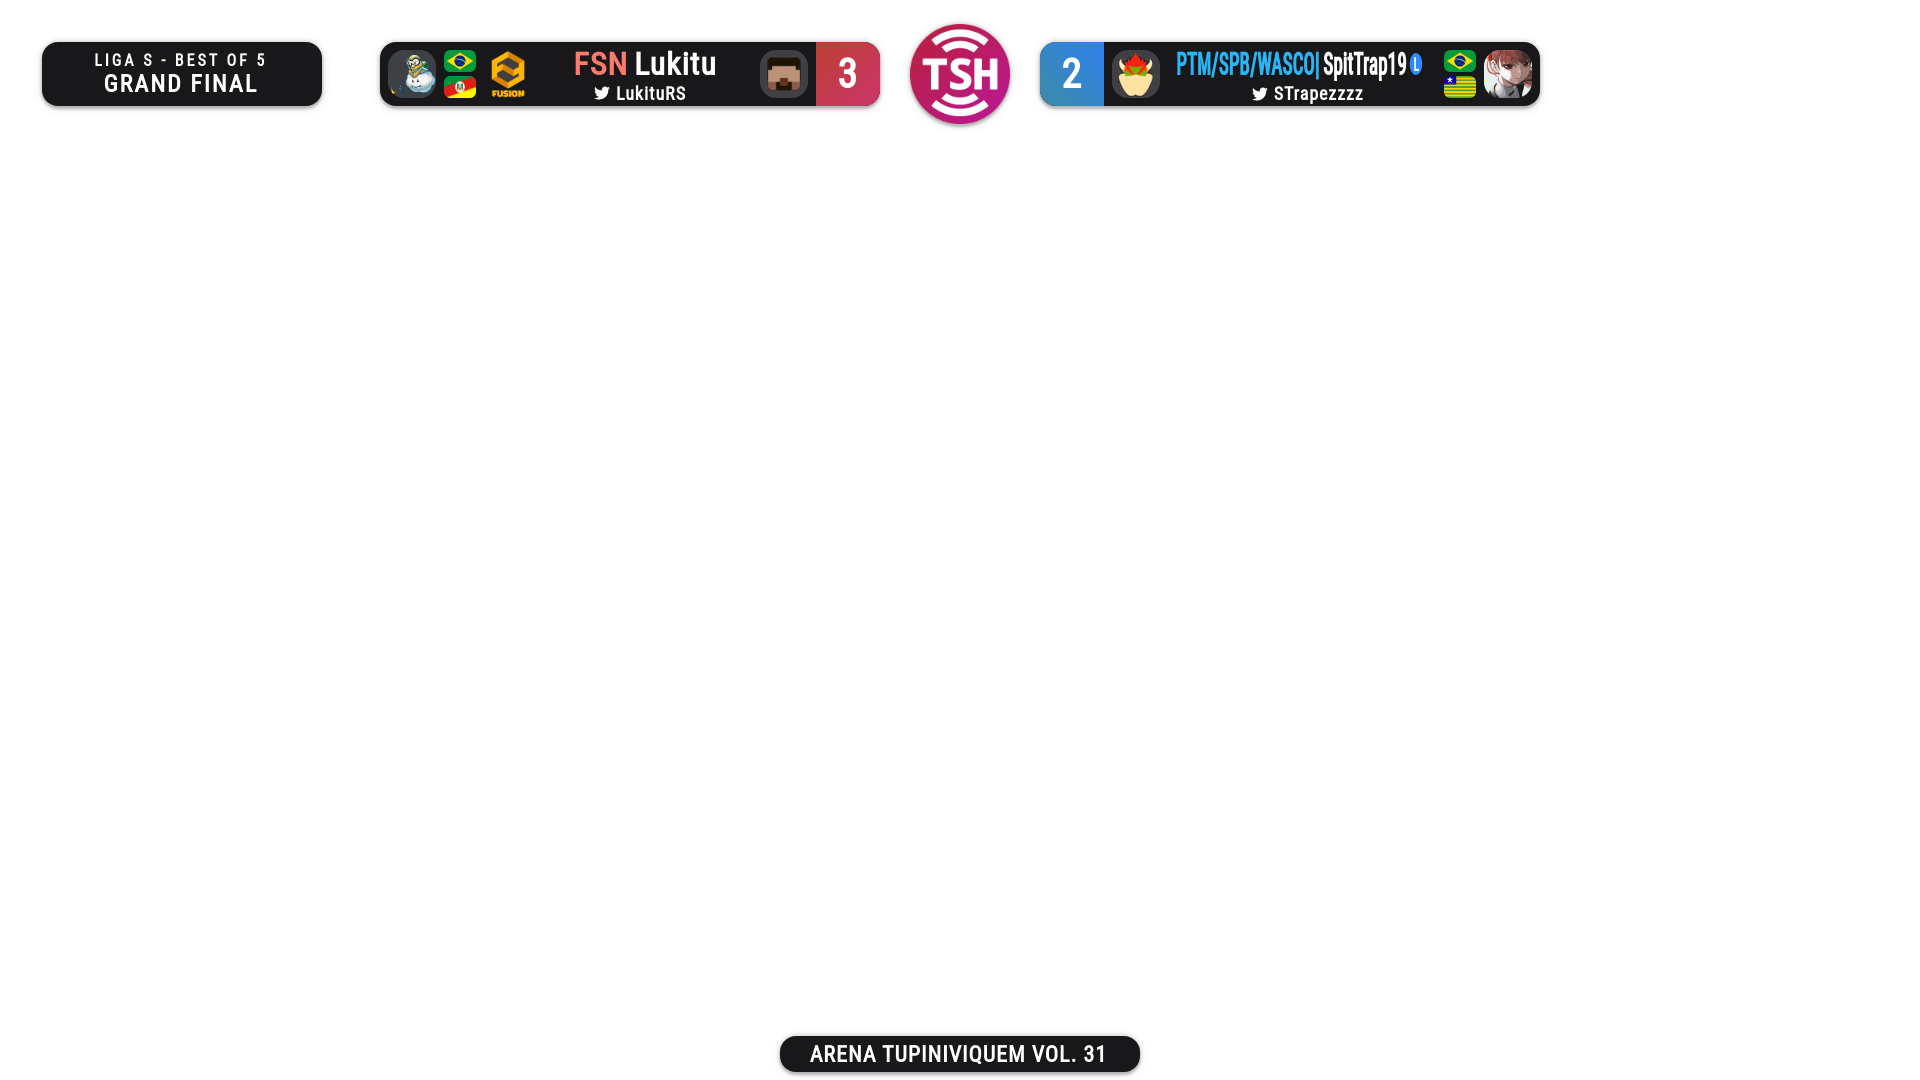 LIGA S - BEST OF 5
GRAND FINAL
FUSION
FSN Lukitu
LukituRS
3
TSH
2
PTM/SPB/WASCO| SpitTrap19 L
STrapezzzz
ARENA TUPINIVIQUEM VOL. 31